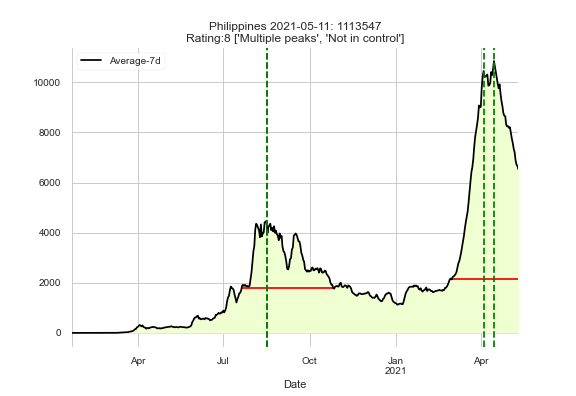 Philippines 2021-05-11: 1113547
Rating:8 ['Multiple peaks', 'Not in control']
Average-7d
10000
8000
6000
4000
2000
0
Apr
Jul
Oct
Jan
2021
Apr
Date